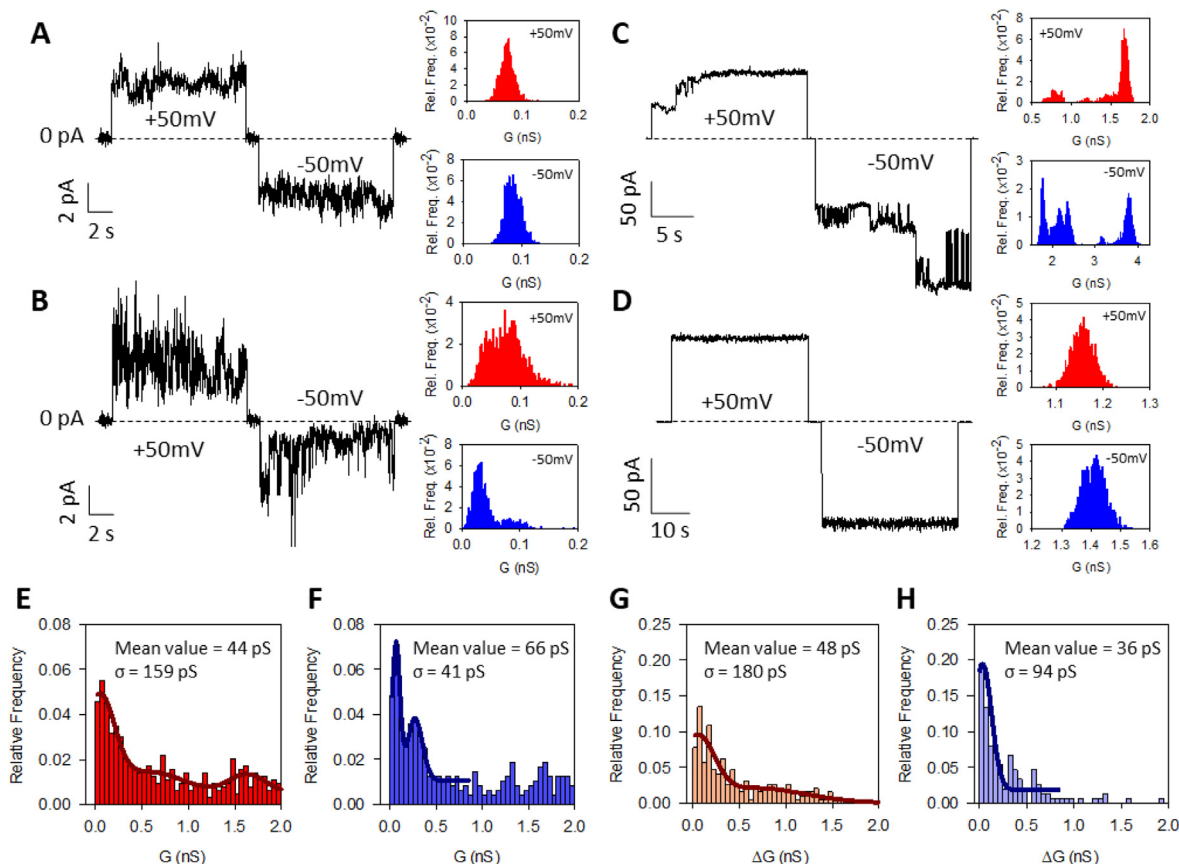 A
0 pA
+50mV
-50mV
2 pA
2 s
Rel. Freq. (x10⁻²)
10
8
6
4
2
0
+50mV
0.0 0.1 0.2
G (nS)
Rel. Freq. (x10⁻²)
8
6
4
2
0
-50mV
0.0 0.1 0.2
G (nS)
C
+50mV
-50mV
50 pA
5 s
Rel. Freq. (x10⁻²)
8
6
4
2
0
+50mV
0.5 1.0 1.5 2.0
G (nS)
Rel. Freq. (x10⁻²)
3
2
1
0
-50mV
2 3 4
G (nS)
B
0 pA
-50mV
+50mV
2 pA
2 s
Rel. Freq. (x10⁻²)
4
2
0
+50mV
0.0 0.1 0.2
G (nS)
Rel. Freq. (x10⁻²)
8
6
4
2
0
-50mV
0.0 0.1 0.2
G (nS)
D
+50mV
-50mV
50 pA
10 s
Rel. Freq. (x10⁻²)
5
4
3
2
1
0
+50mV
1.1 1.2 1.3
G (nS)
Rel. Freq. (x10⁻²)
5
4
3
2
1
0
-50mV
1.2 1.3 1.4 1.5 1.6
G (nS)
E
Relative Frequency
0.08
0.06
0.04
0.02
0.00
Mean value = 44 pS
σ = 159 pS
0.0 0.5 1.0 1.5 2.0
G (nS)
F
Relative Frequency
0.08
0.06
0.04
0.02
0.00
Mean value = 66 pS
σ = 41 pS
0.0 0.5 1.0 1.5 2.0
G (nS)
G
Relative Frequency
0.25
0.20
0.15
0.10
0.05
0.00
Mean value = 48 pS
σ = 180 pS
0.0 0.5 1.0 1.5 2.0
ΔG (nS)
H
Relative Frequency
0.25
0.20
0.15
0.10
0.05
0.00
Mean value = 36 pS
σ = 94 pS
0.0 0.5 1.0 1.5 2.0
ΔG (nS)